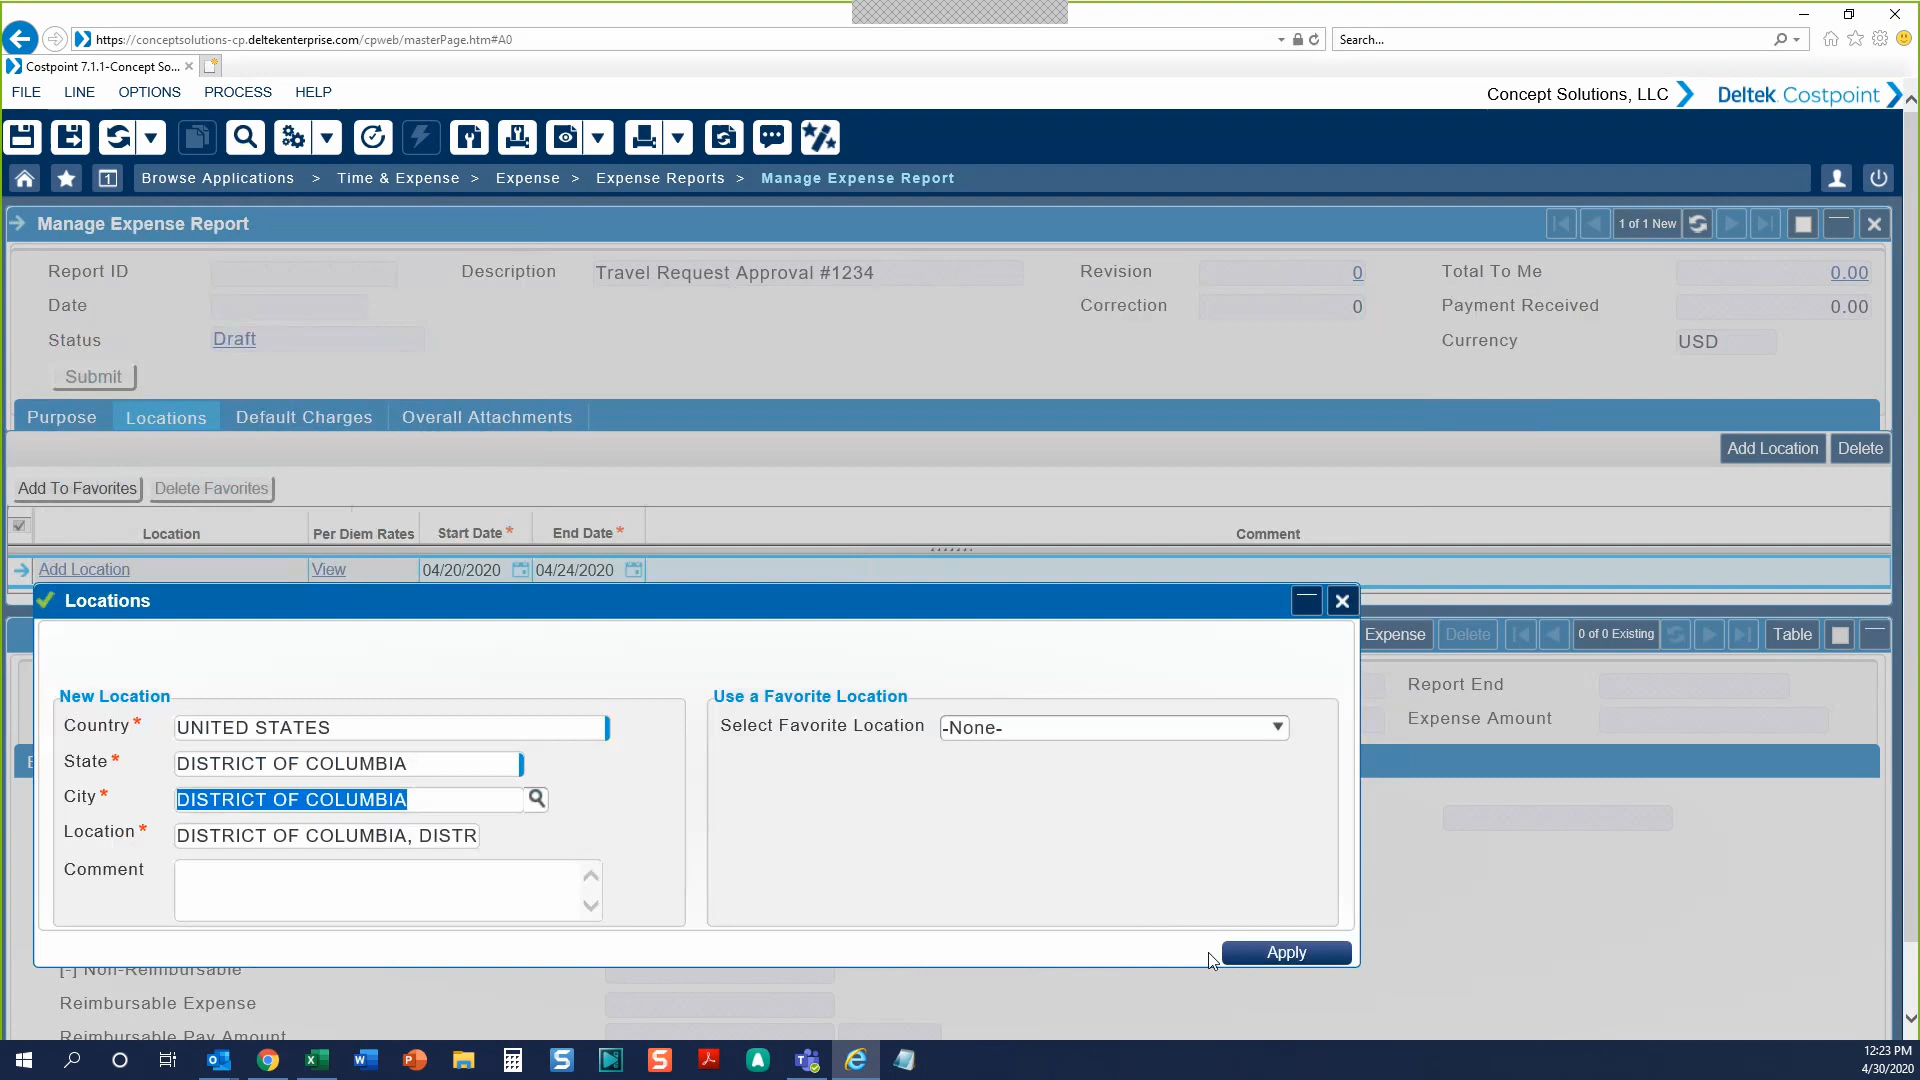 https://conceptsolutions-cp.deltekenterprise.com/cpweb/masterPage.htm#A0
Search...
Costpoint 7.1.1-Concept So...
FILE LINE OPTIONS PROCESS HELP
Concept Solutions, LLC Deltek Costpoint
1 Browse Applications > Time & Expense > Expense > Expense Reports > Manage Expense Report
Manage Expense Report 1 of 1 New
Report ID Description Travel Request Approval #1234 Revision 0 Total To Me 0.00
Date Correction 0 Payment Received 0.00
Status Draft Currency USD
Submit
Purpose Locations Default Charges Overall Attachments
Add Location Delete
Add To Favorites Delete Favorites
Location Per Diem Rates Start Date * End Date * Comment
Add Location View 04/20/2020 04/24/2020
Locations
Expense Delete 0 of 0 Existing Table
New Location Use a Favorite Location
Report End
Country * UNITED STATES Select Favorite Location -None-
Expense Amount
State * DISTRICT OF COLUMBIA
City * DISTRICT OF COLUMBIA
Location * DISTRICT OF COLUMBIA, DISTR
Comment
Apply
[-] Non-Reimbursable
Reimbursable Expense
Reimbursable Pay Amount
12:23 PM
4/30/2020